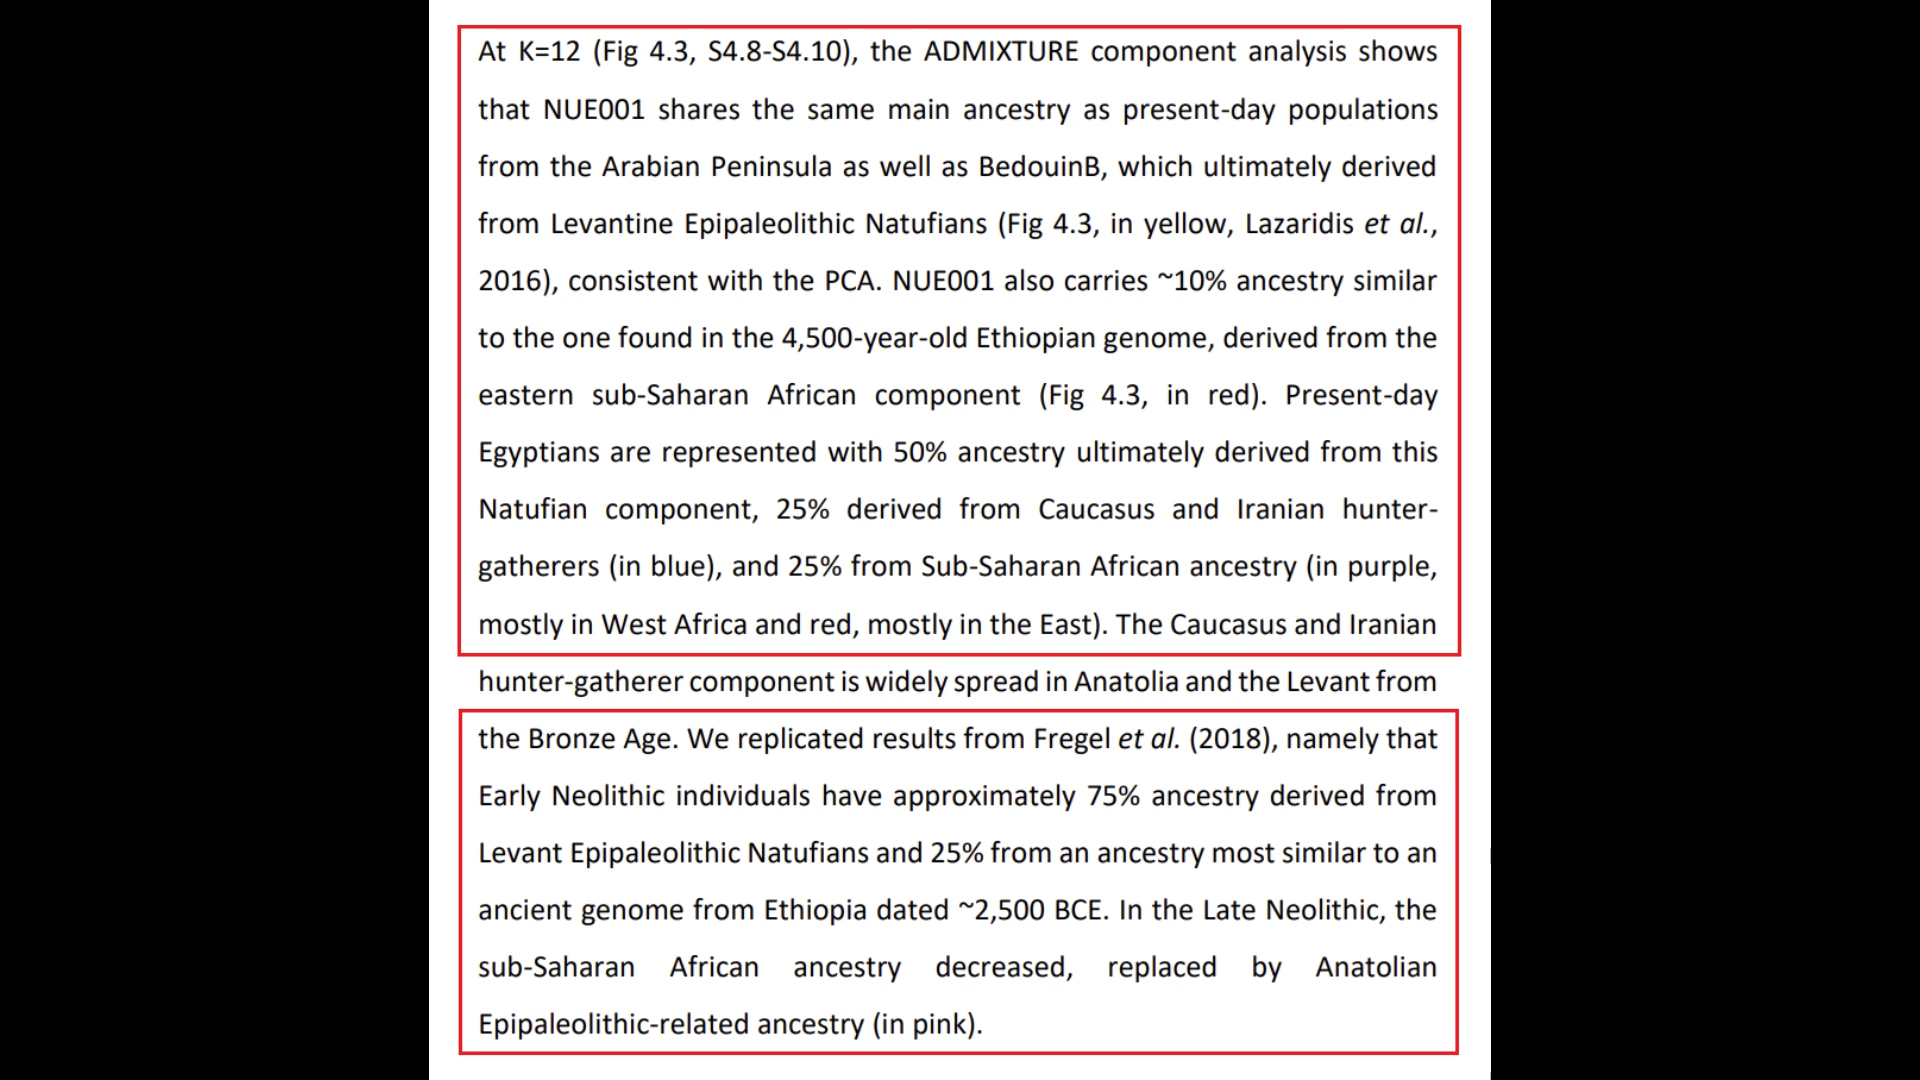 At K=12 (Fig 4.3, S4.8-S4.10), the ADMIXTURE component analysis shows
that NUE001 shares the same main ancestry as present-day populations
from the Arabian Peninsula as well as BedouinB, which ultimately derived
from Levantine Epipaleolithic Natufians (Fig 4.3, in yellow, Lazaridis et al.,
2016), consistent with the PCA. NUE001 also carries ~10% ancestry similar
to the one found in the 4,500-year-old Ethiopian genome, derived from the
eastern sub-Saharan African component (Fig 4.3, in red). Present-day
Egyptians are represented with 50% ancestry ultimately derived from this
Natufian component, 25% derived from Caucasus and Iranian hunter-
gatherers (in blue), and 25% from Sub-Saharan African ancestry (in purple,
mostly in West Africa and red, mostly in the East). The Caucasus and Iranian
hunter-gatherer component is widely spread in Anatolia and the Levant from
the Bronze Age. We replicated results from Fregel et al. (2018), namely that
Early Neolithic individuals have approximately 75% ancestry derived from
Levant Epipaleolithic Natufians and 25% from an ancestry most similar to an
ancient genome from Ethiopia dated ~2,500 BCE. In the Late Neolithic, the
sub-Saharan African ancestry decreased, replaced by Anatolian
Epipaleolithic-related ancestry (in pink).